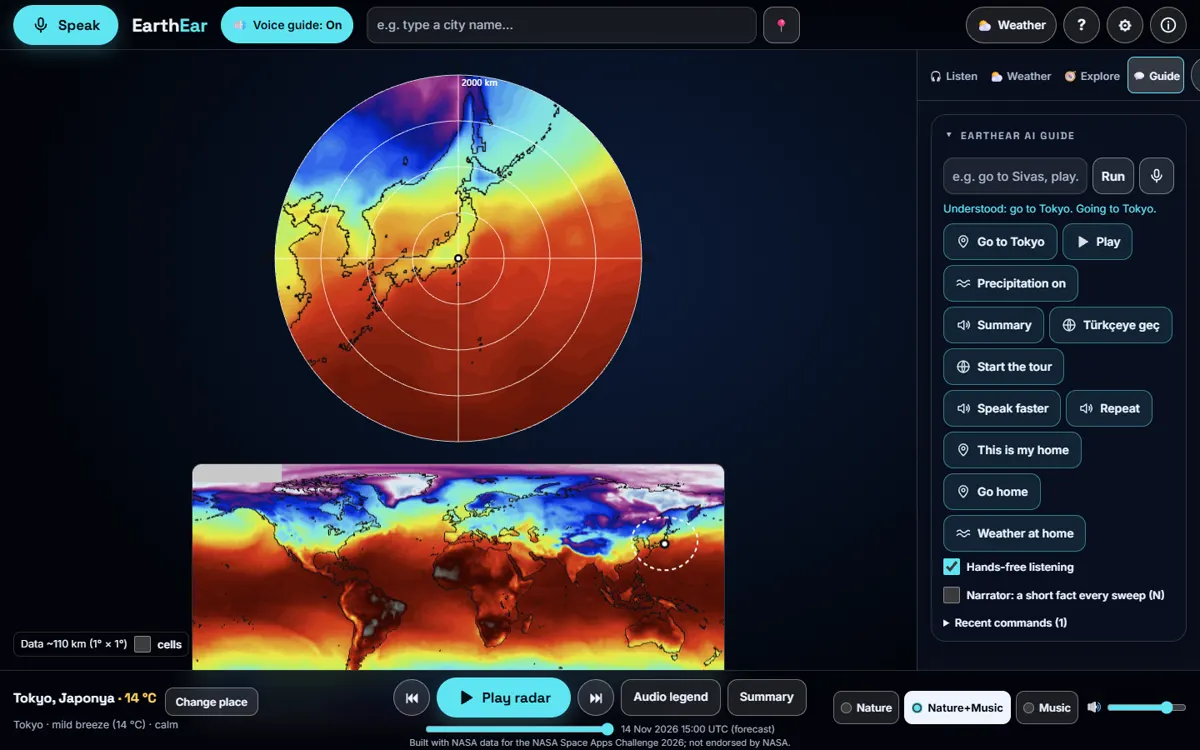 Speak
EarthEar
Voice guide: On
e.g. type a city name...
Weather
?
Listen
Weather
Explore
Guide
2000 km
EARTHEAR AI GUIDE
e.g. go to Sivas, play.
Run
Understood: go to Tokyo. Going to Tokyo.
Go to Tokyo
Play
Precipitation on
Summary
Türkçeye geç
Start the tour
Speak faster
Repeat
This is my home
Go home
Weather at home
Hands-free listening
Narrator: a short fact every sweep (N)
Recent commands (1)
Data ~110 km (1° × 1°)
cells
Tokyo, Japonya · 14 °C
Change place
Tokyo · mild breeze (14 °C) · calm
Play radar
Audio legend
Summary
14 Nov 2026 15:00 UTC (forecast)
Built with NASA data for the NASA Space Apps Challenge 2026; not endorsed by NASA.
Nature
Nature+Music
Music